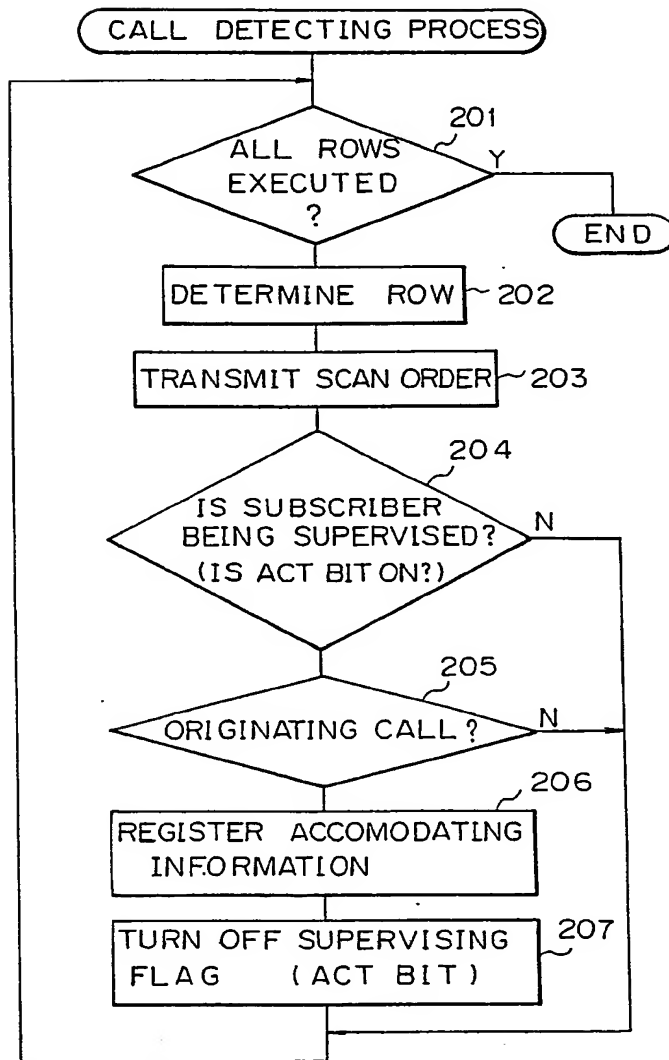 CALL DETECTING PROCESS
201
ALL ROWS
EXECUTED
?
Y
END
DETERMINE ROW
202
TRANSMIT SCAN ORDER
203
204
IS SUBSCRIBER
BEING SUPERVISED?
(IS ACT BIT ON?)
N
205
ORIGINATING CALL?
N
206
REGISTER ACCOMODATING
INFORMATION
207
TURN OFF SUPERVISING
FLAG (ACT BIT)